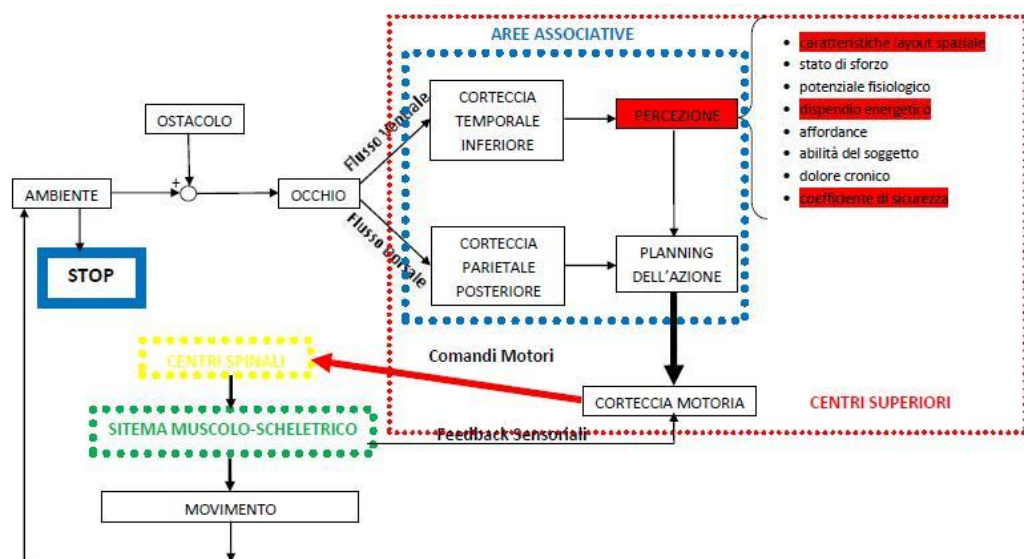 AREE ASSOCIATIVE
caratteristiche layout spaziale
stato di sforzo
potenziale fisiologico
dispendio energetico
affordance
abilità del soggetto
dolore cronico
coefficiente di sicurezza
OSTACOLO
Flusso Ventrale
CORTECCIA
TEMPORALE
INFERIORE
PERCEZIONE
AMBIENTE
+
OCCHIO
Flusso Dorsale
CORTECCIA
PARIETALE
POSTERIORE
PLANNING
DELL'AZIONE
STOP
CENTRI SPINALI
Comandi Motori
CORTECCIA MOTORIA
CENTRI SUPERIORI
SITEMA MUSCOLO-SCHELETRICO
Feedback Sensoriali
MOVIMENTO